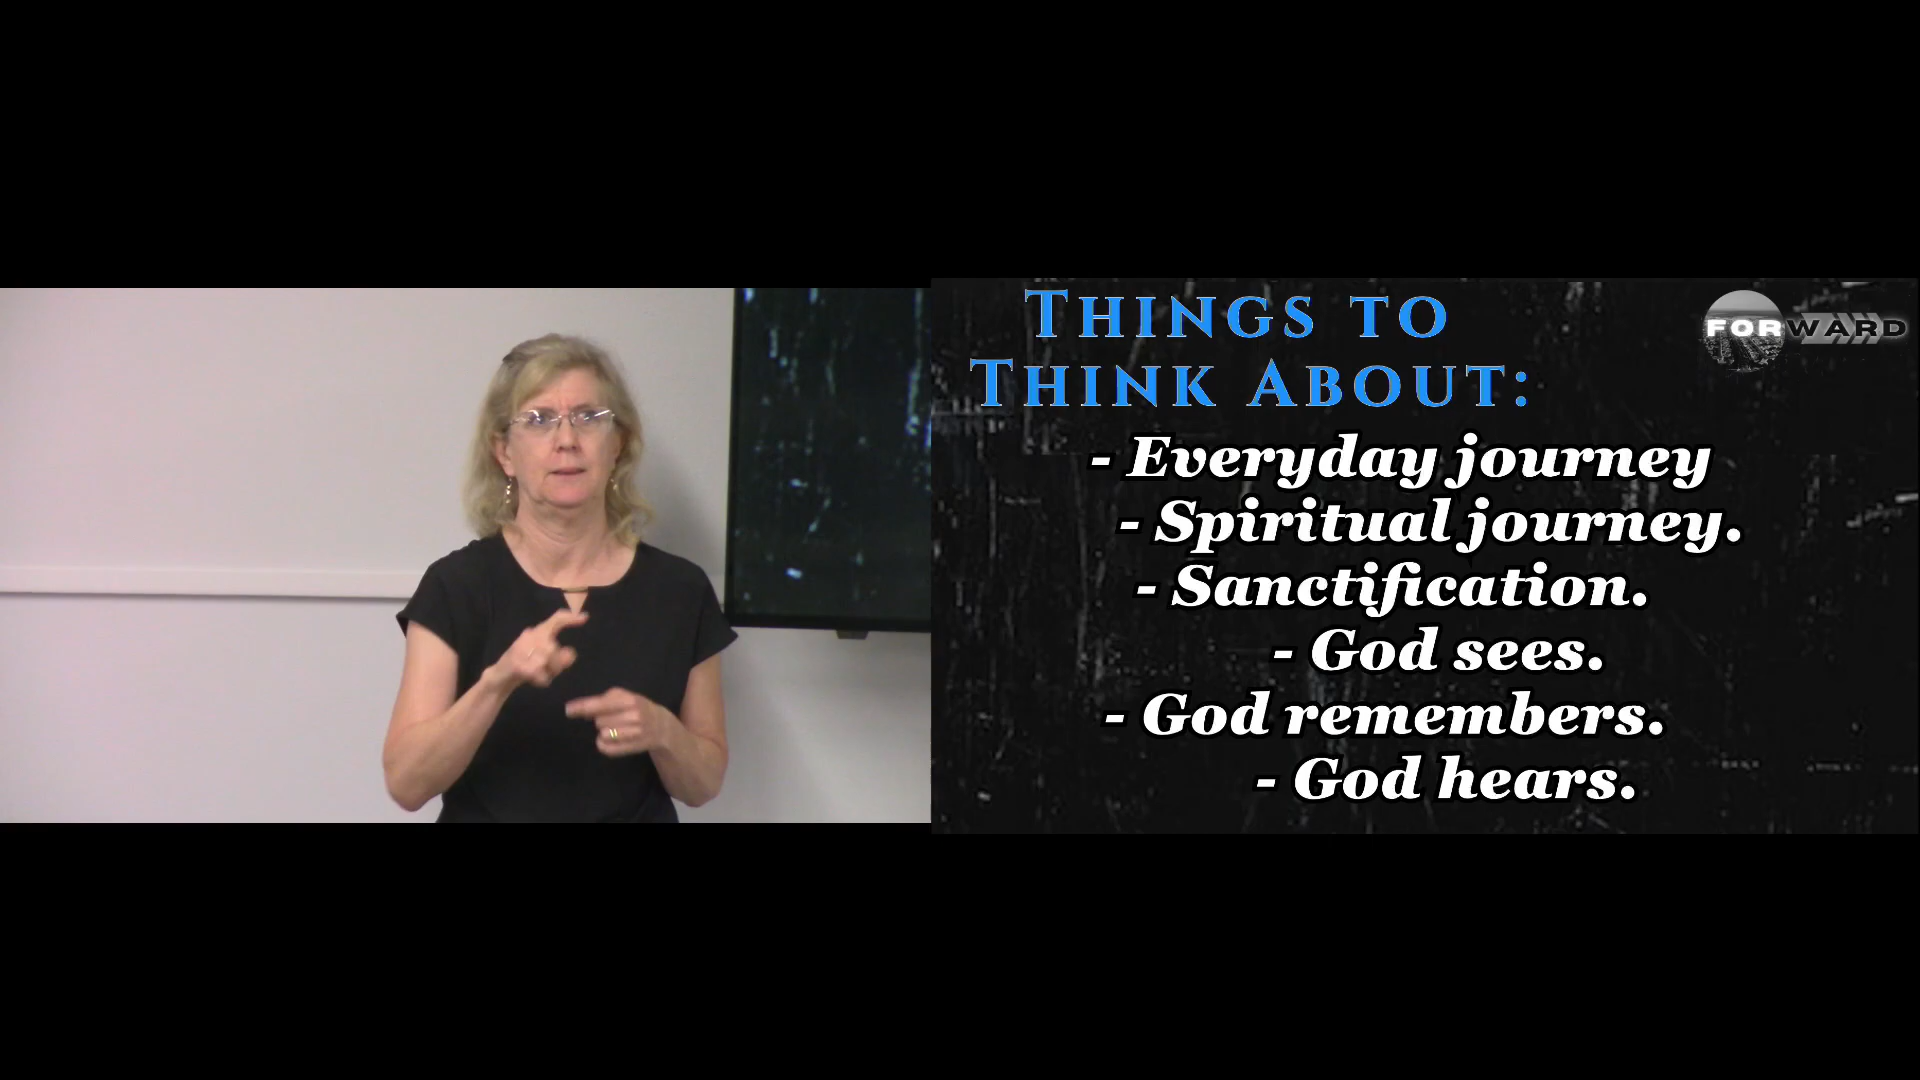 THINGS TO
THINK ABOUT:
FORWARD
- Everyday journey
- Spiritual journey.
- Sanctification.
- God sees.
- God remembers.
- God hears.